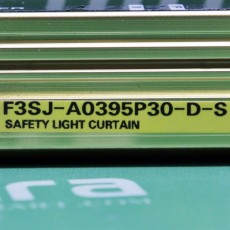 F3SJ-A0395P30-D-S
SAFETY LIGHT CURTAIN